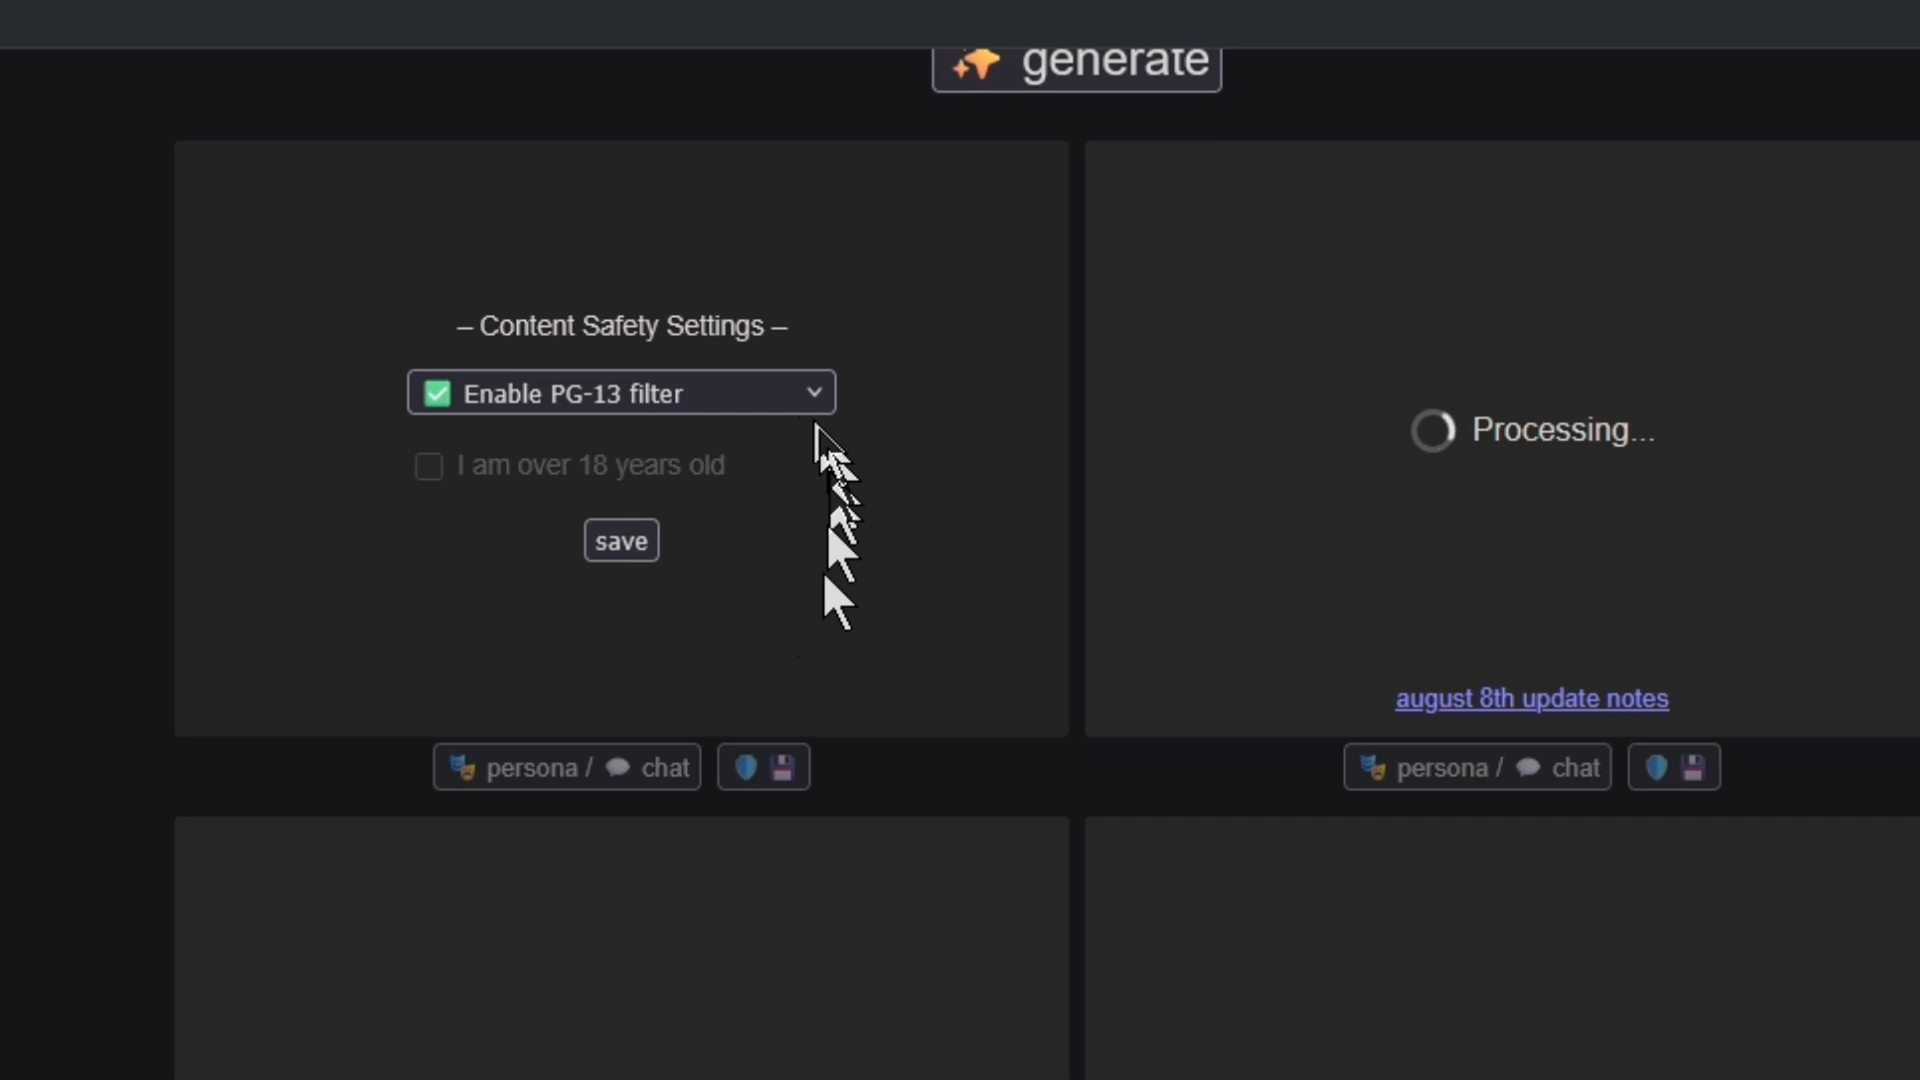 generate
– Content Safety Settings –
Enable PG-13 filter
I am over 18 years old
save
Processing...
august 8th update notes
persona / chat
persona / chat